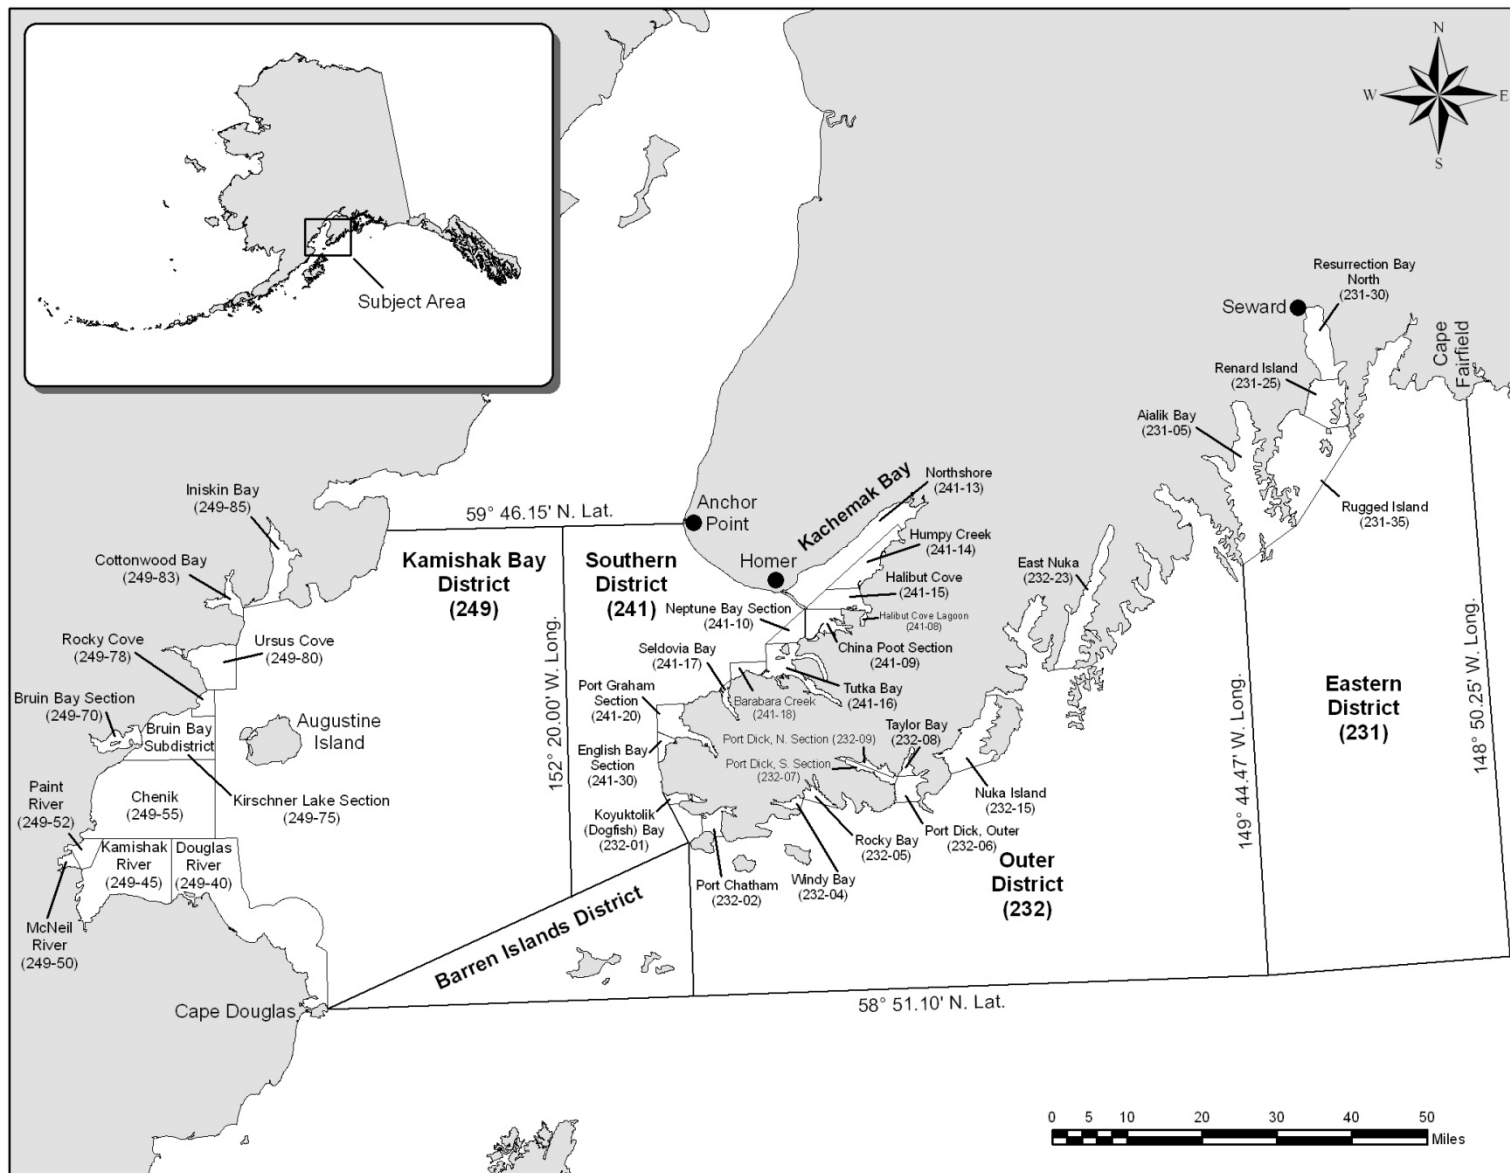 N
W
E
S
Subject Area
Resurrection Bay
North
(231-30)
Seward
Cape
Fairfield
Renard Island
(231-25)
Aialik Bay
(231-05)
Rugged Island
(231-35)
Northshore
(241-13)
Kachemak Bay
Anchor
Point
59° 46.15' N. Lat.
Iniskin Bay
(249-85)
Cottonwood Bay
(249-83)
Kamishak Bay
District
(249)
Southern
District
(241)
Homer
Humpy Creek
(241-14)
Halibut Cove
(241-15)
Halibut Cove Lagoon
(241-08)
Neptune Bay Section
(241-10)
China Poot Section
(241-09)
East Nuka
(232-23)
Rocky Cove
(249-78)
Ursus Cove
(249-80)
Seldovia Bay
(241-17)
Tutka Bay
(241-16)
Barabara Creek
(241-18)
Port Graham
Section
(241-20)
Bruin Bay Section
(249-70)
Bruin Bay
Subdistrict
Augustine
Island
152° 20.00' W. Long.
English Bay
Section
(241-30)
Port Dick, N. Section (232-09)
Port Dick, S. Section
(232-07)
Taylor Bay
(232-08)
Eastern
District
(231)
149° 44.47' W. Long.
148° 50.25' W. Long.
Paint
River
(249-52)
Chenik
(249-55)
Kirschner Lake Section
(249-75)
Nuka Island
(232-15)
Koyuktolik
(Dogfish) Bay
(232-01)
Rocky Bay
(232-05)
Port Dick, Outer
(232-06)
Kamishak
River
(249-45)
Douglas
River
(249-40)
Port Chatham
(232-02)
Windy Bay
(232-04)
Outer
District
(232)
McNeil
River
(249-50)
Barren Islands District
Cape Douglas
58° 51.10' N. Lat.
0 5 10 20 30 40 50
Miles